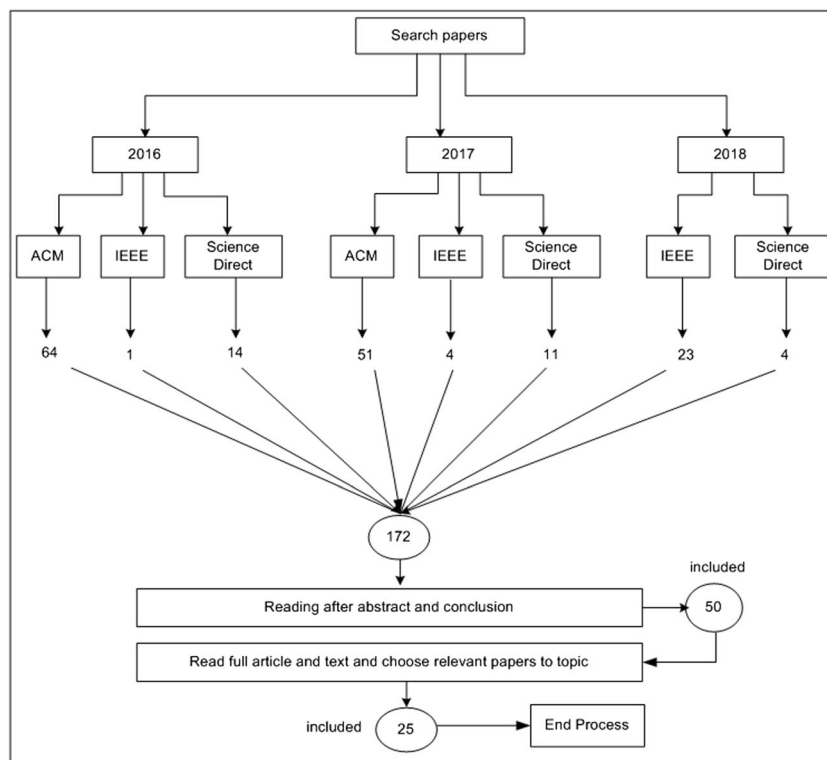 Search papers
2016
2017
2018
ACM
IEEE
Science
Direct
ACM
IEEE
Science
Direct
IEEE
Science
Direct
64
1
14
51
4
11
23
4
172
included
Reading after abstract and conclusion
50
Read full article and text and choose relevant papers to topic
included
25
End Process